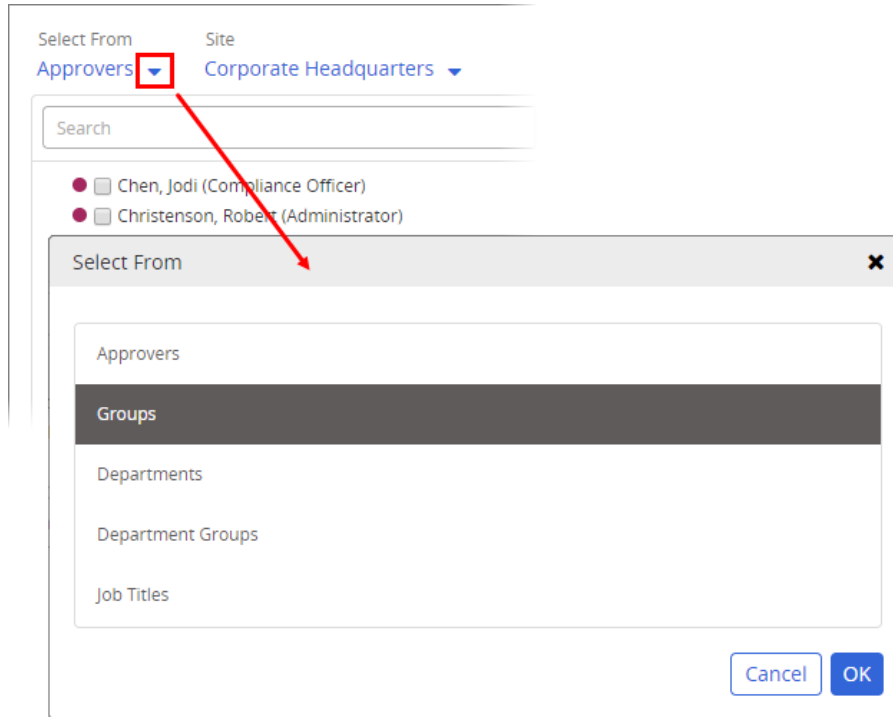 Select From Site
Approvers Corporate Headquarters
Search
Chen, Jodi (Compliance Officer)
Christenson, Robert (Administrator)
Select From
Approvers
Groups
Departments
Department Groups
Job Titles
Cancel OK